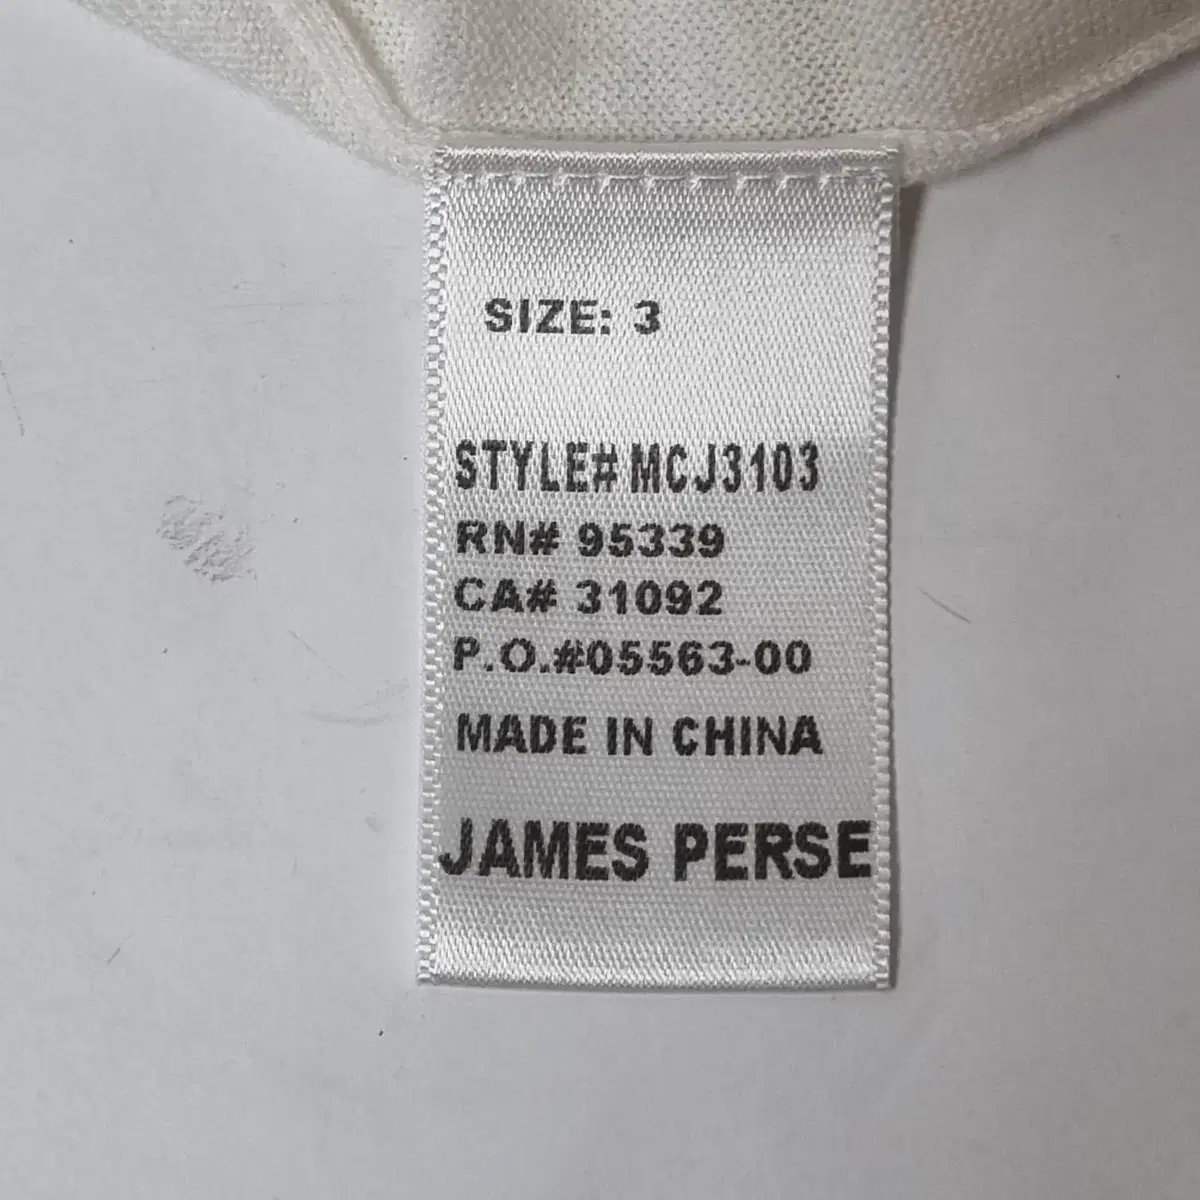 SIZE: 3
STYLE# MCJ3103
RN# 95339
CA# 31092
P.O.#05563-00
MADE IN CHINA
JAMES PERSE